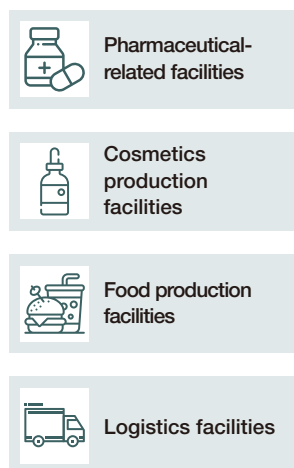 Pharmaceutical-
related facilities
Cosmetics
production
facilities
Food production
facilities
Logistics facilities